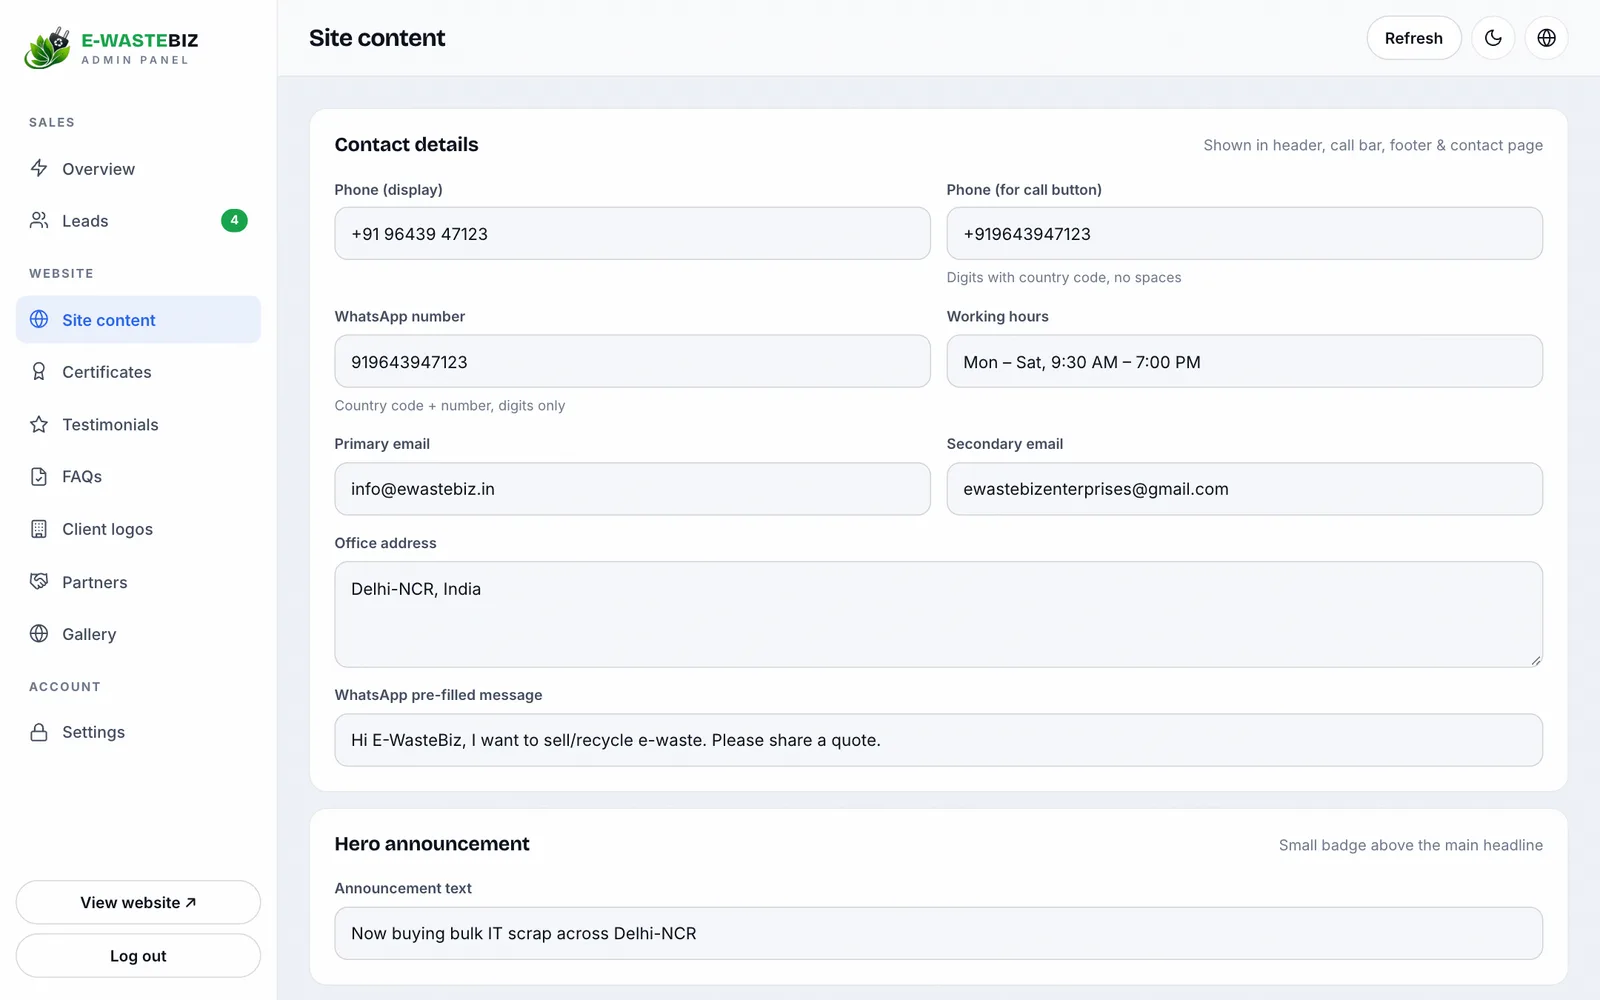 E-WASTEBIZ
ADMIN PANEL
SALES
Overview
Leads
4
WEBSITE
Site content
Certificates
Testimonials
FAQs
Client logos
Partners
Gallery
ACCOUNT
Settings
View website ↗
Log out
Site content
Refresh
Contact details
Shown in header, call bar, footer & contact page
Phone (display)
+91 96439 47123
Phone (for call button)
+919643947123
Digits with country code, no spaces
WhatsApp number
919643947123
Country code + number, digits only
Working hours
Mon – Sat, 9:30 AM – 7:00 PM
Primary email
info@ewastebiz.in
Secondary email
ewastebizenterprises@gmail.com
Office address
Delhi-NCR, India
WhatsApp pre-filled message
Hi E-WasteBiz, I want to sell/recycle e-waste. Please share a quote.
Hero announcement
Small badge above the main headline
Announcement text
Now buying bulk IT scrap across Delhi-NCR